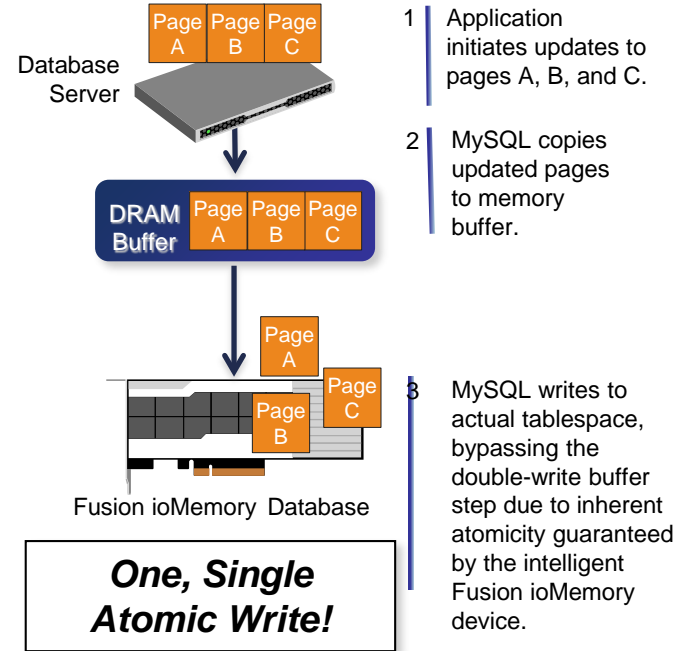 Page Page Page
A B C
Database
Server
1 Application
initiates updates to
pages A, B, and C.
2 MySQL copies
updated pages
to memory
buffer.
DRAM
Buffer
Page Page Page
A B C
Page
A
Page
B
Page
C
3 MySQL writes to
actual tablespace,
bypassing the
double-write buffer
step due to inherent
atomicity guaranteed
by the intelligent
Fusion ioMemory
device.
Fusion ioMemory Database
One, Single
Atomic Write!